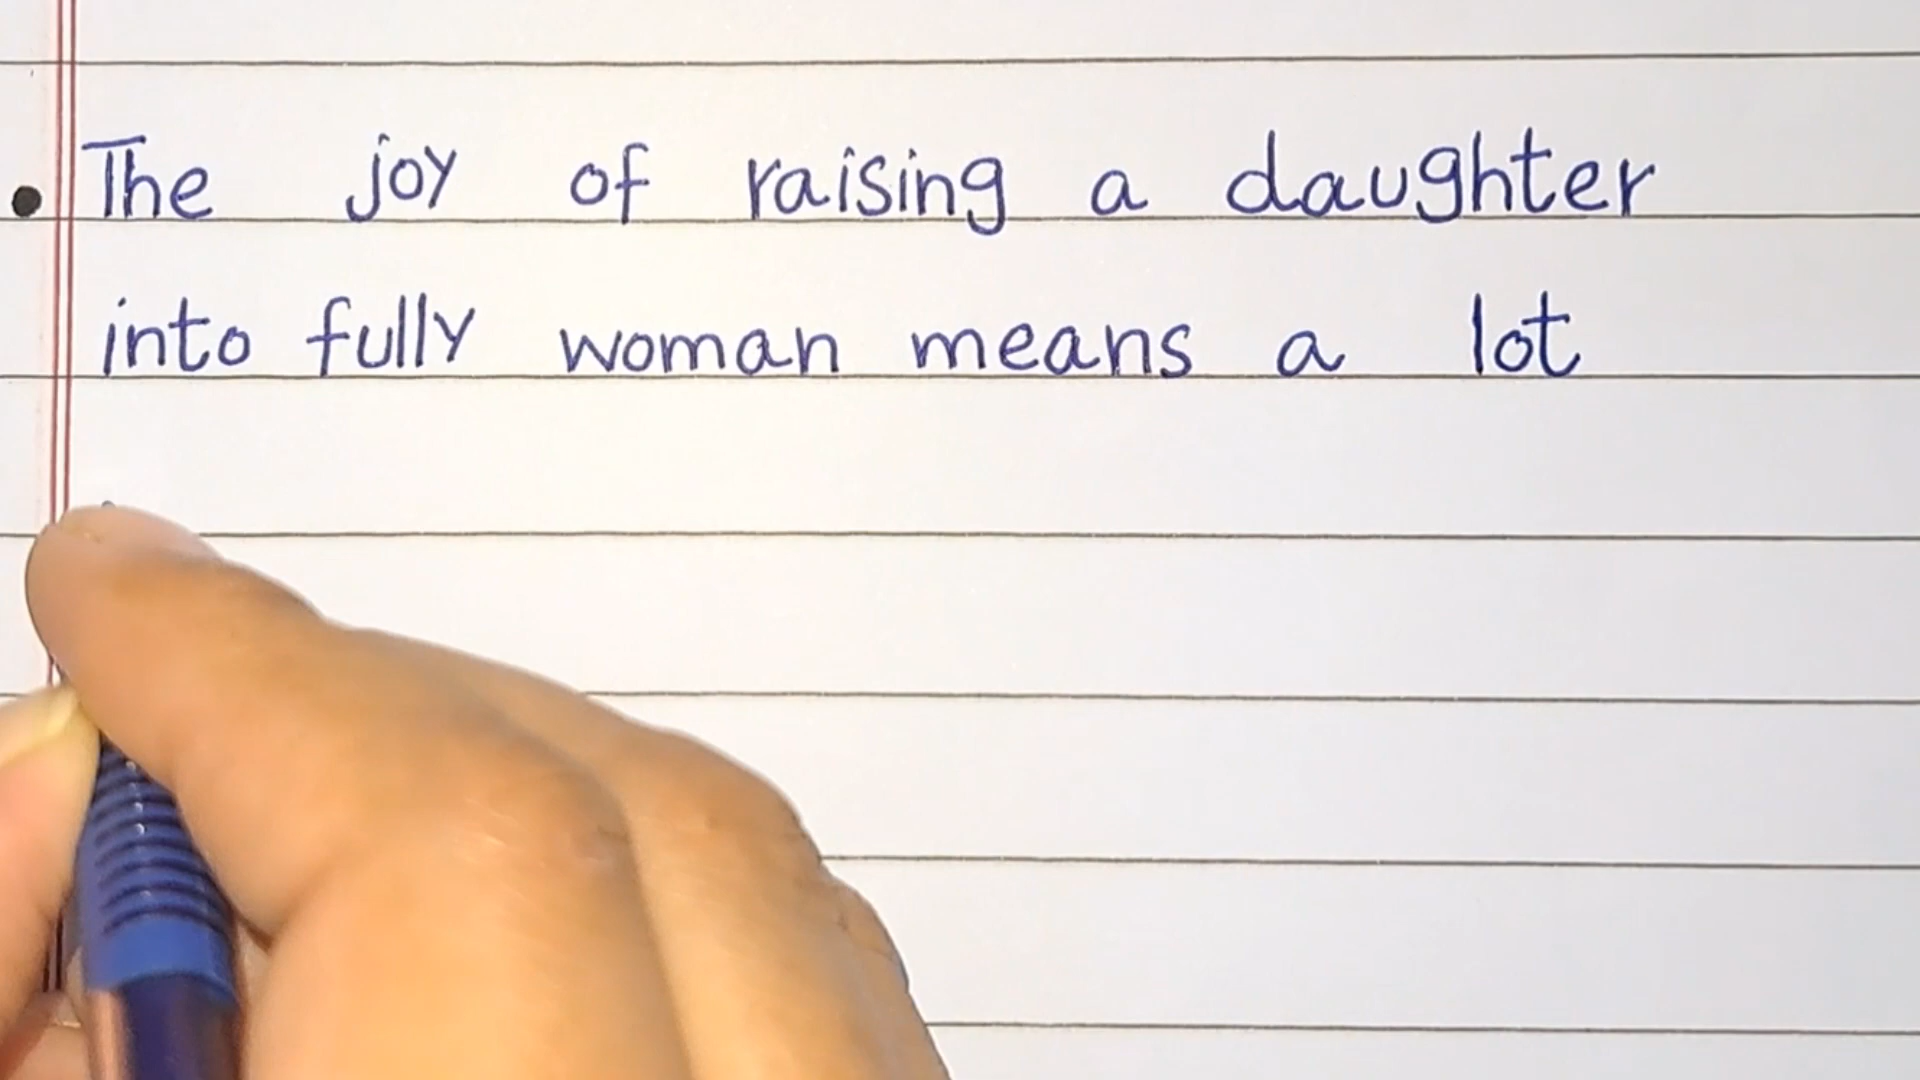 • The joy of raising a daughter
into fully woman means a lot